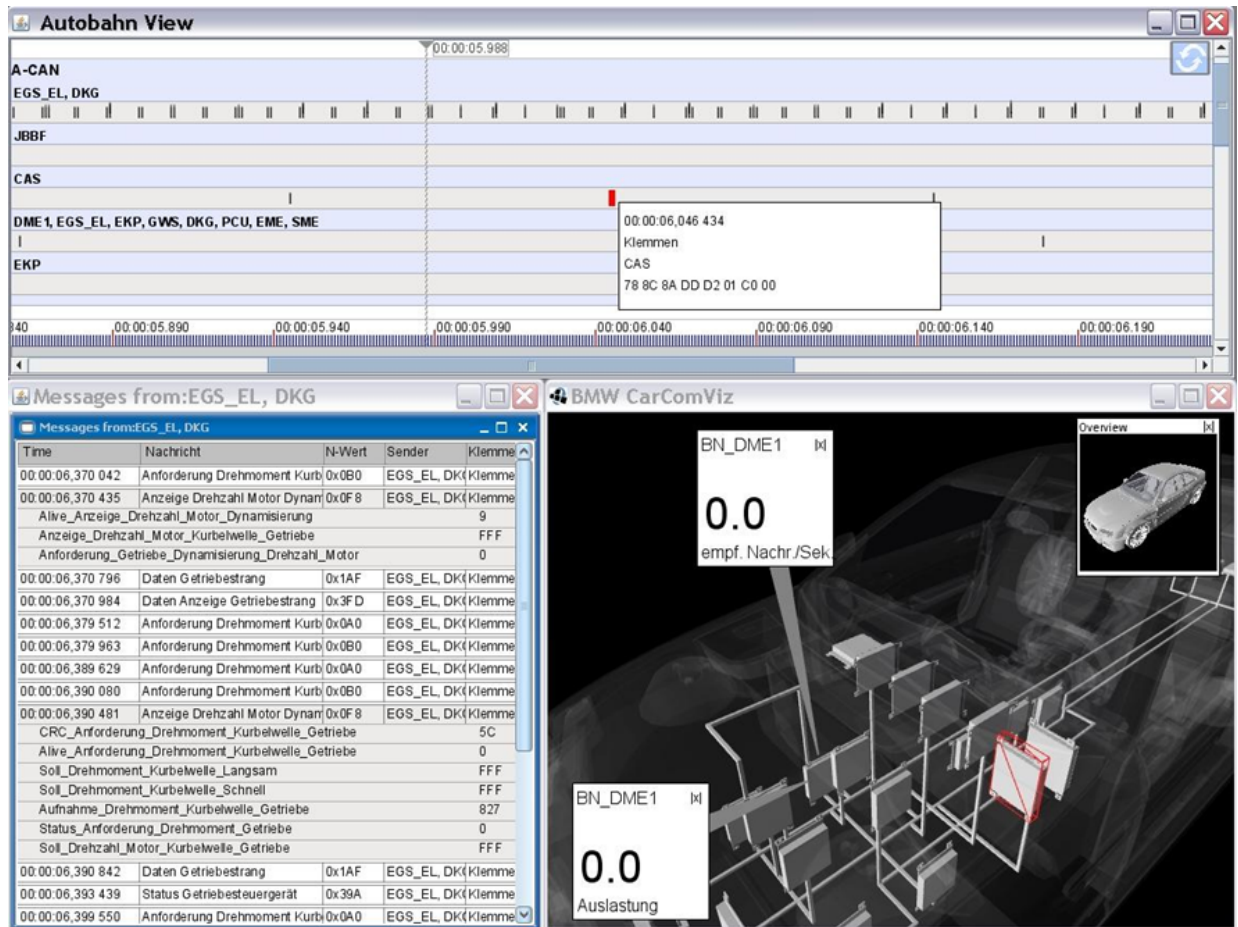 Autobahn View
00:00:05.988
A-CAN
EGS_EL, DKG
JBBF
CAS
DME1, EGS_EL, EKP, GWS, DKG, PCU, EME, SME
EKP
00:00:06,046 434
Klemmen
CAS
78 8C 8A DD D2 01 C0 00
340 00:00:05.890 00:00:05.940 00:00:05.990 00:00:06.040 00:00:06.090 00:00:06.140 00:00:06.190
Messages from:EGS_EL, DKG
Messages from:EGS_EL, DKG
Time Nachricht N-Wert Sender Klemme
00:00:06,370 042 Anforderung Drehmoment Kurb 0x0B0 EGS_EL, DK( Klemme
00:00:06,370 435 Anzeige Drehzahl Motor Dynam 0x0F8 EGS_EL, DK( Klemme
Alive_Anzeige_Drehzahl_Motor_Dynamisierung 9
Anzeige_Drehzahl_Motor_Kurbelwelle_Getriebe FFF
Anforderung_Getriebe_Dynamisierung_Drehzahl_Motor 0
00:00:06,370 796 Daten Getriebestrang 0x1AF EGS_EL, DK( Klemme
00:00:06,370 984 Daten Anzeige Getriebestrang 0x3FD EGS_EL, DK( Klemme
00:00:06,379 512 Anforderung Drehmoment Kurb 0x0A0 EGS_EL, DK( Klemme
00:00:06,379 963 Anforderung Drehmoment Kurb 0x0B0 EGS_EL, DK( Klemme
00:00:06,389 629 Anforderung Drehmoment Kurb 0x0A0 EGS_EL, DK( Klemme
00:00:06,390 080 Anforderung Drehmoment Kurb 0x0B0 EGS_EL, DK( Klemme
00:00:06,390 481 Anzeige Drehzahl Motor Dynam 0x0F8 EGS_EL, DK( Klemme
CRC_Anforderung_Drehmoment_Kurbelwelle_Getriebe 5C
Alive_Anforderung_Drehmoment_Kurbelwelle_Getriebe 0
Soll_Drehmoment_Kurbelwelle_Langsam FFF
Soll_Drehmoment_Kurbelwelle_Schnell FFF
Aufnahme_Drehmoment_Kurbelwelle_Getriebe 827
Status_Anforderung_Drehmoment_Getriebe 0
Soll_Drehzahl_Motor_Kurbelwelle_Getriebe FFF
00:00:06,390 842 Daten Getriebestrang 0x1AF EGS_EL, DK( Klemme
00:00:06,393 439 Status Getriebesteuergerät 0x39A EGS_EL, DK( Klemme
00:00:06,399 550 Anforderung Drehmoment Kurb 0x0A0 EGS_EL, DK( Klemme
BMW CarComViz
Overview |x|
BN_DME1 |x|
0.0
empf. Nachr./Sek.
BN_DME1 |x|
0.0
Auslastung